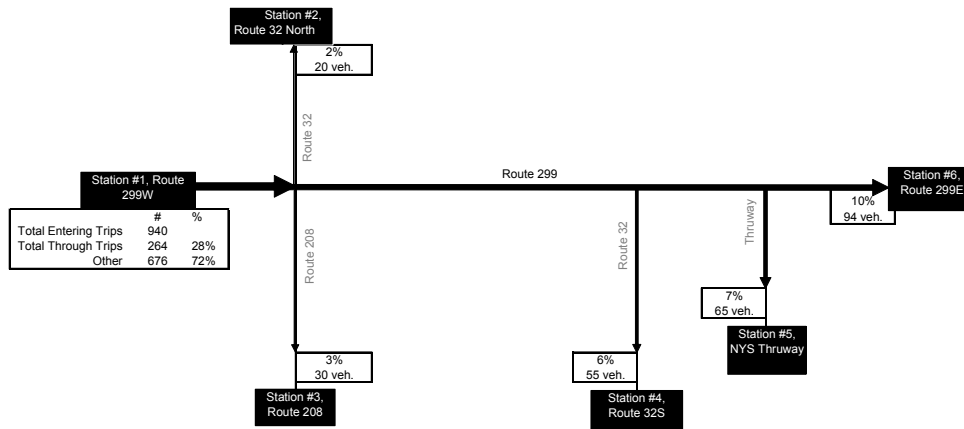 Station #2,
Route 32 North
2%
20 veh.
Route 32
Route 299
Station #1, Route
299W
Station #6,
Route 299E
10%
94 veh.
# %
Total Entering Trips 940
Total Through Trips 264 28%
Other 676 72%
Route 208
Route 32
Thruway
7%
65 veh.
Station #5,
NYS Thruway
3%
30 veh.
6%
55 veh.
Station #3,
Route 208
Station #4,
Route 32S